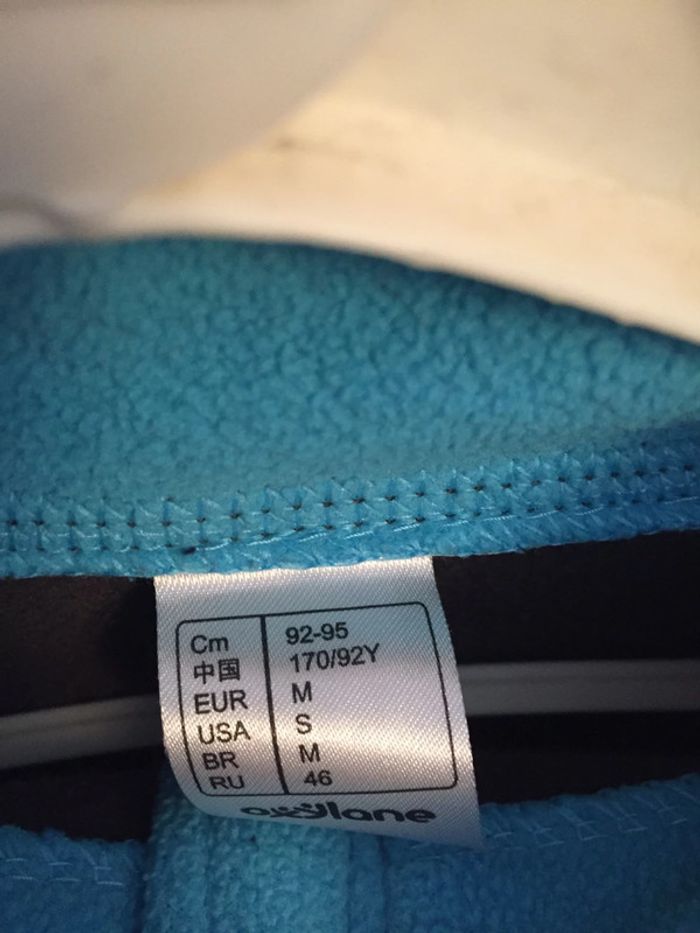 Cm 92-95
中国 170/92Y
EUR M
USA S
BR M
RU 46
oxylane